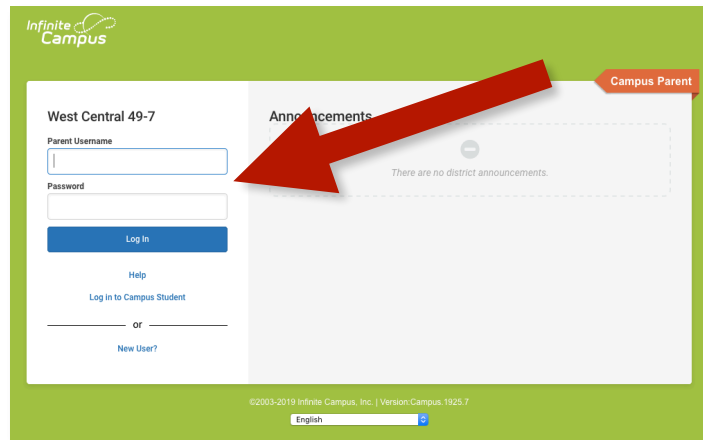 Infinite
Campus
Campus Parent
West Central 49-7
Parent Username
Password
Log In
Help
Log in to Campus Student
or
New User?
Announcements
There are no district announcements.
©2003-2019 Infinite Campus, Inc. | Version:Campus.1925.7
English